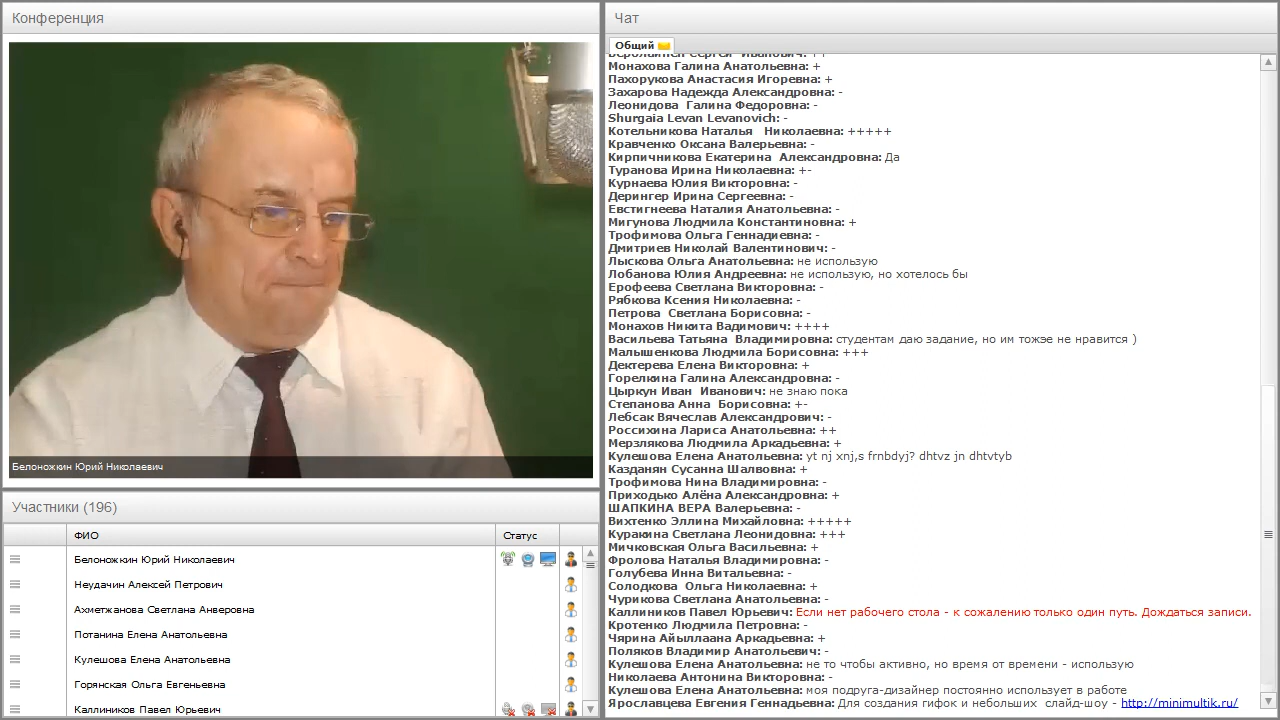 Конференция
Белоножкин Юрий Николаевич
Участники (196)
ФИО
Статус
Белоножкин Юрий Николаевич
Неудачин Алексей Петрович
Ахметжанова Светлана Анверовна
Потанина Елена Анатольевна
Кулешова Елена Анатольевна
Горянская Ольга Евгеньевна
Каллиников Павел Юрьевич
Чат
Общий
Монахова Галина Анатольевна: +
Пахорукова Анастасия Игоревна: +
Захарова Надежда Александровна: -
Леонидова Галина Федоровна: -
Shurgaia Levan Levanovich: -
Котельникова Наталья Николаевна: +++++
Кравченко Оксана Валерьевна: -
Кирпичникова Екатерина Александровна: Да
Туранова Ирина Николаевна: +-
Курнаева Юлия Викторовна: -
Дерингер Ирина Сергеевна: -
Евстигнеева Наталия Анатольевна: -
Мигунова Людмила Константиновна: +
Трофимова Ольга Геннадиевна: -
Дмитриев Николай Валентинович: -
Лыскова Ольга Анатольевна: не использую
Лобанова Юлия Андреевна: не использую, но хотелось бы
Ерофеева Светлана Викторовна: -
Рябкова Ксения Николаевна: -
Петрова Светлана Борисовна: -
Монахов Никита Вадимович: ++++
Васильева Татьяна Владимировна: студентам даю задание, но им тожэе не нравится )
Малышенкова Людмила Борисовна: +++
Дектерева Елена Викторовна: +
Горелкина Галина Александровна: -
Цыркун Иван Иванович: не знаю пока
Степанова Анна Борисовна: +-
Лебсак Вячеслав Александрович: -
Россихина Лариса Анатольевна: ++
Мерзлякова Людмила Аркадьевна: +
Кулешова Елена Анатольевна: yt nj xnj,s frnbdyj? dhtvz jn dhtvtyb
Казданян Сусанна Шалвовна: +
Трофимова Нина Владимировна: -
Приходько Алёна Александровна: +
ШАПКИНА ВЕРА Валерьевна: -
Вихтенко Эллина Михайловна: +++++
Куракина Светлана Леонидовна: +++
Мичковская Ольга Васильевна: +
Фролова Наталья Владимировна: -
Голубева Инна Витальевна: -
Солодкова Ольга Николаевна: +
Чурикова Светлана Анатольевна: -
Каллиников Павел Юрьевич: Если нет рабочего стола - к сожалению только один путь. Дождаться записи.
Кротенко Людмила Петровна: -
Чярина Айыллаана Аркадьевна: +
Поляков Владимир Анатольевич: -
Кулешова Елена Анатольевна: не то чтобы активно, но время от времени - использую
Николаева Антонина Викторовна: -
Кулешова Елена Анатольевна: моя подруга-дизайнер постоянно использует в работе
Ярославцева Евгения Геннадьевна: Для создания гифок и небольших слайд-шоу - http://minimultik.ru/